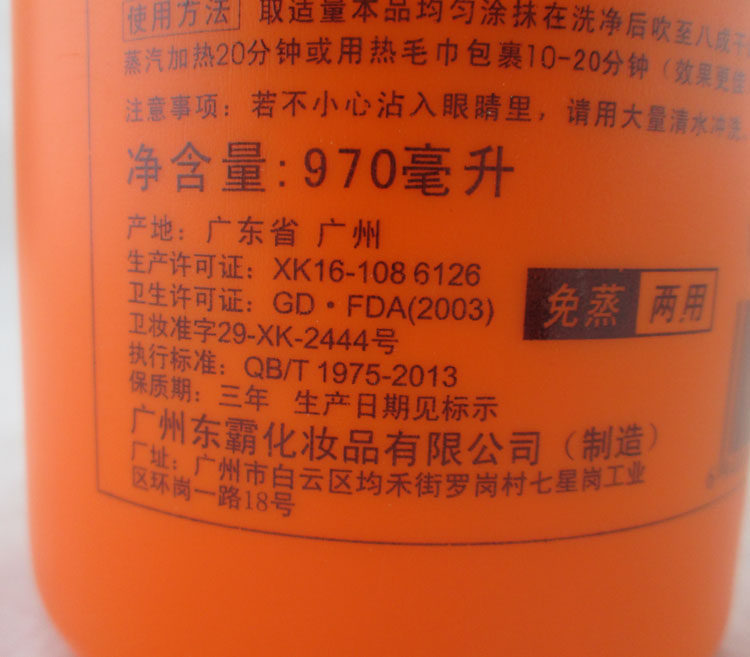 使用方法 取适量本品均匀涂抹在洗净后吹至八成干
蒸汽加热20分钟或用热毛巾包裹10-20分钟（效果更佳
注意事项：若不小心沾入眼睛里，请用大量清水冲洗
净含量:970毫升
产地：广东省 广州
生产许可证：XK16-108 6126
卫生许可证：GD·FDA(2003)
卫妆准字29-XK-2444号
免蒸 两用
执行标准：QB/T 1975-2013
保质期：三年 生产日期见标示
广州东霸化妆品有限公司（制造）
厂址：广州市白云区均禾街罗岗村七星岗工业
区环岗一路18号